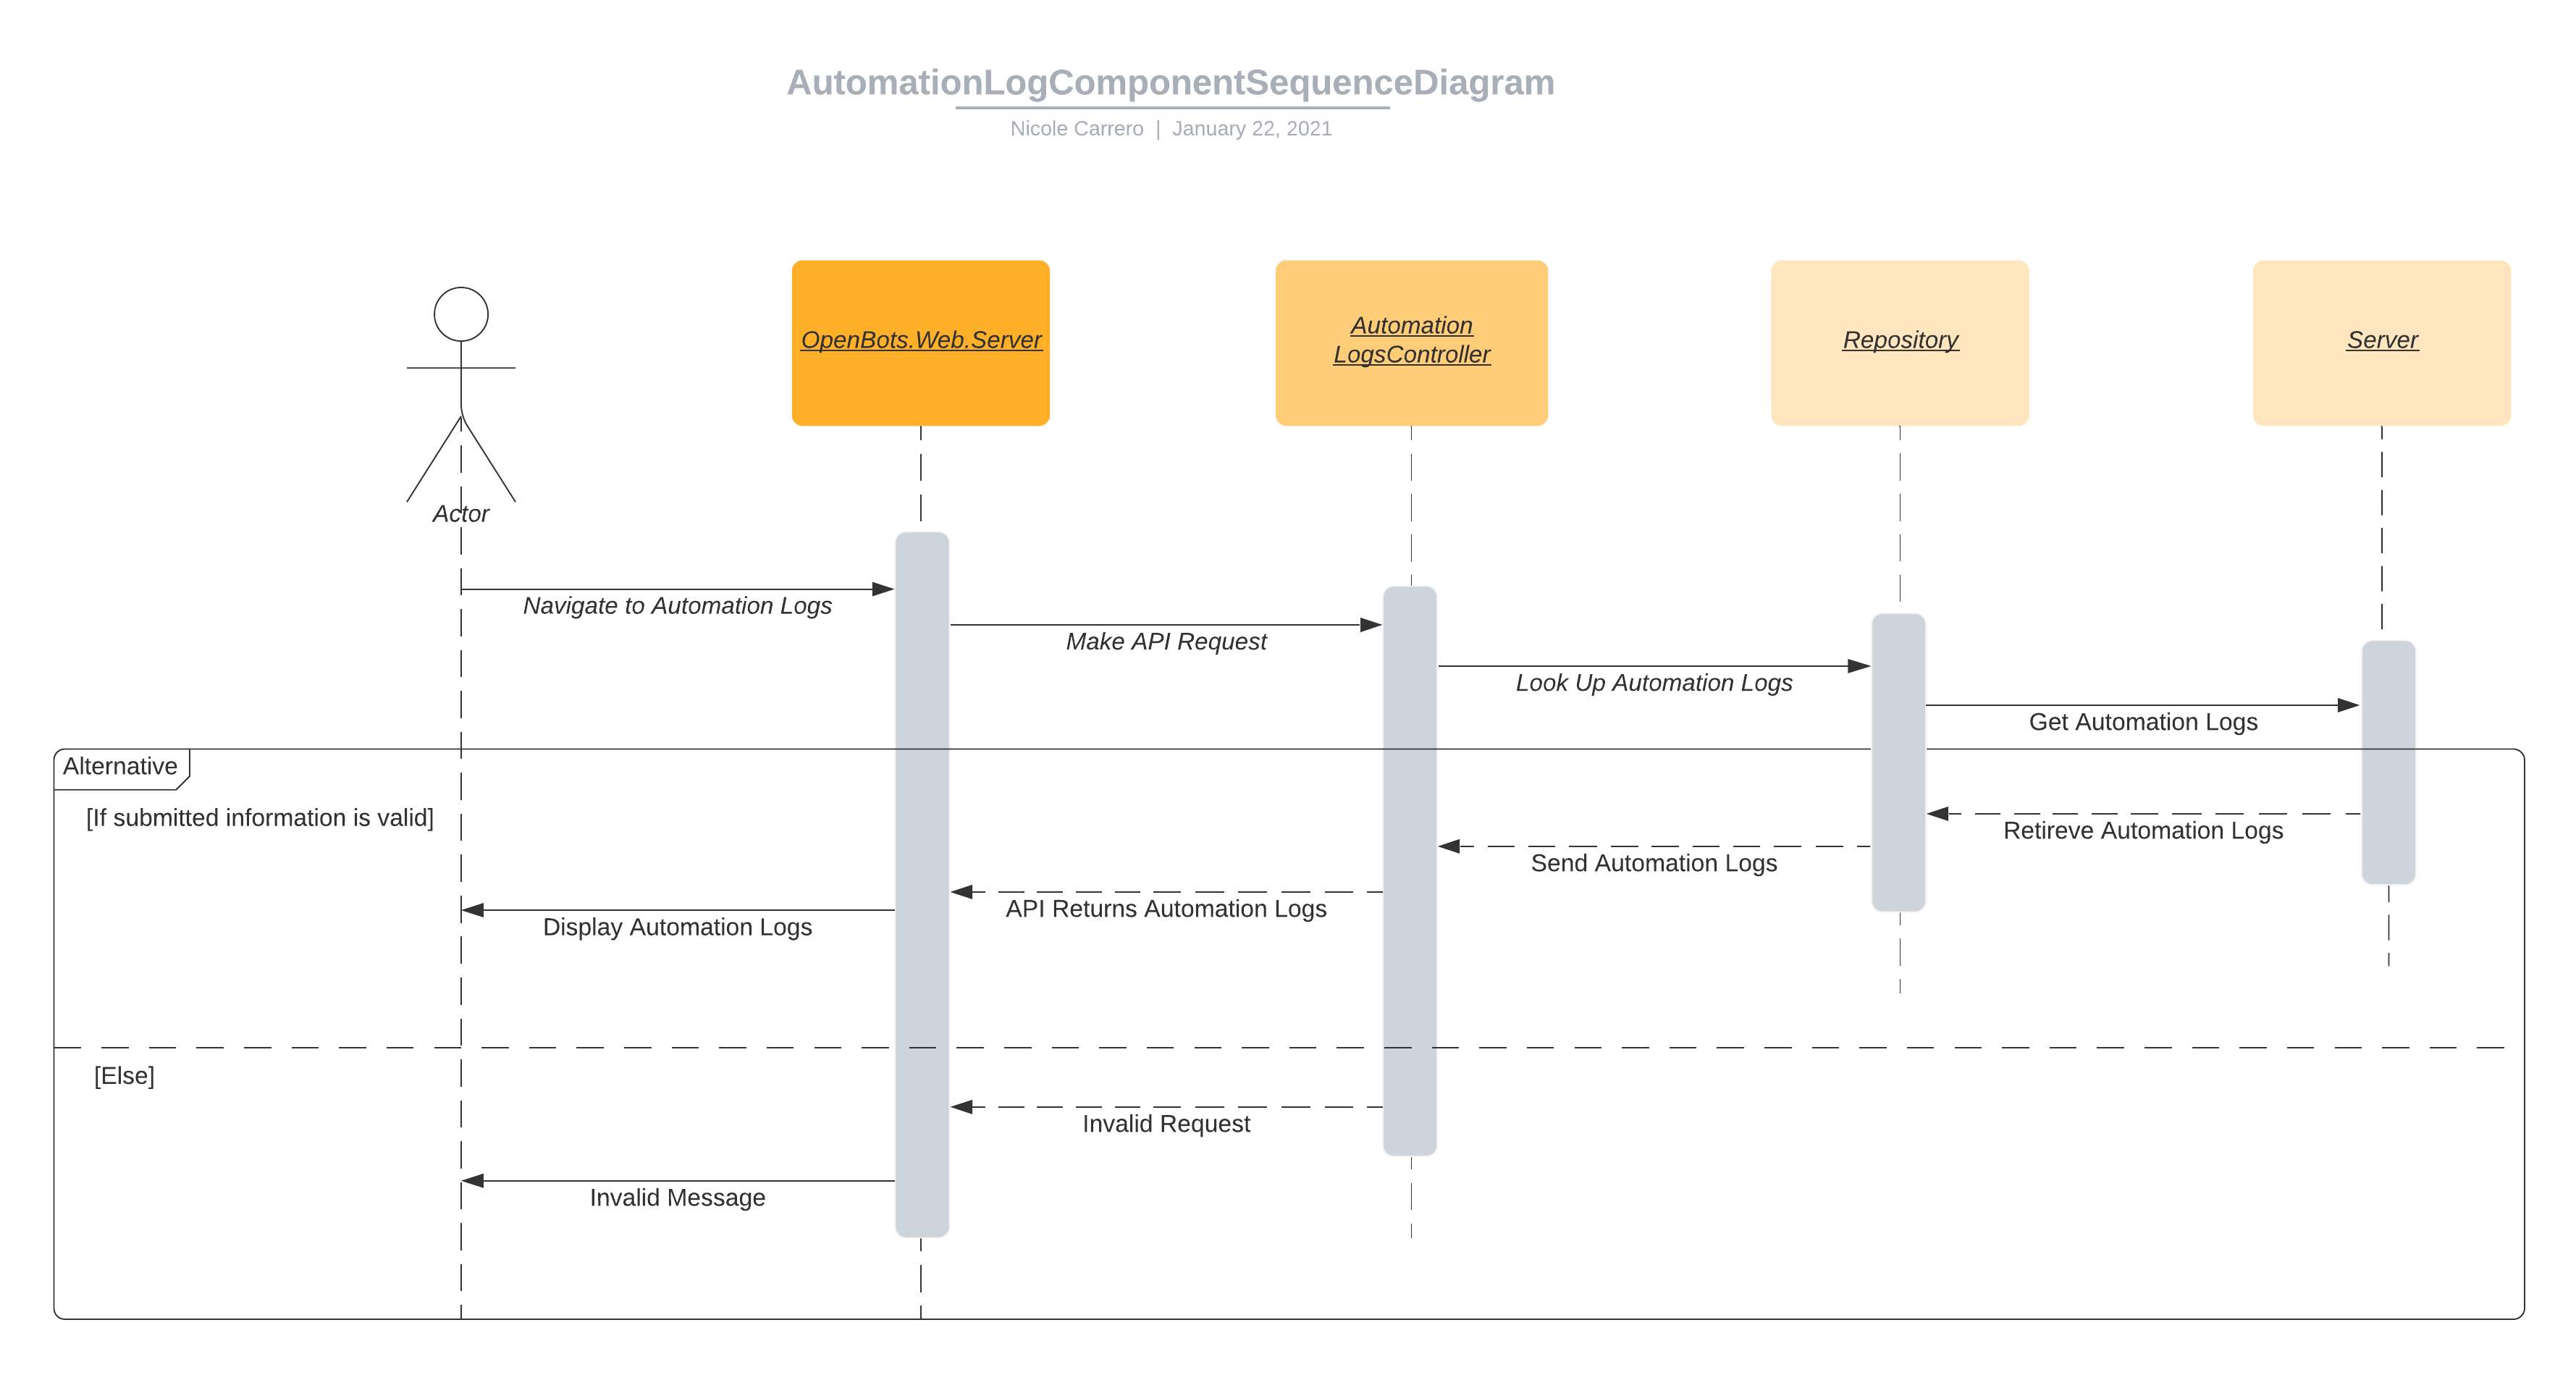 AutomationLogComponentSequenceDiagram
Nicole Carrero | January 22, 2021
OpenBots.Web.Server
Automation
LogsController
Repository
Server
Actor
Navigate to Automation Logs
Make API Request
Look Up Automation Logs
Get Automation Logs
Alternative
[If submitted information is valid]
Retireve Automation Logs
Send Automation Logs
API Returns Automation Logs
Display Automation Logs
[Else]
Invalid Request
Invalid Message